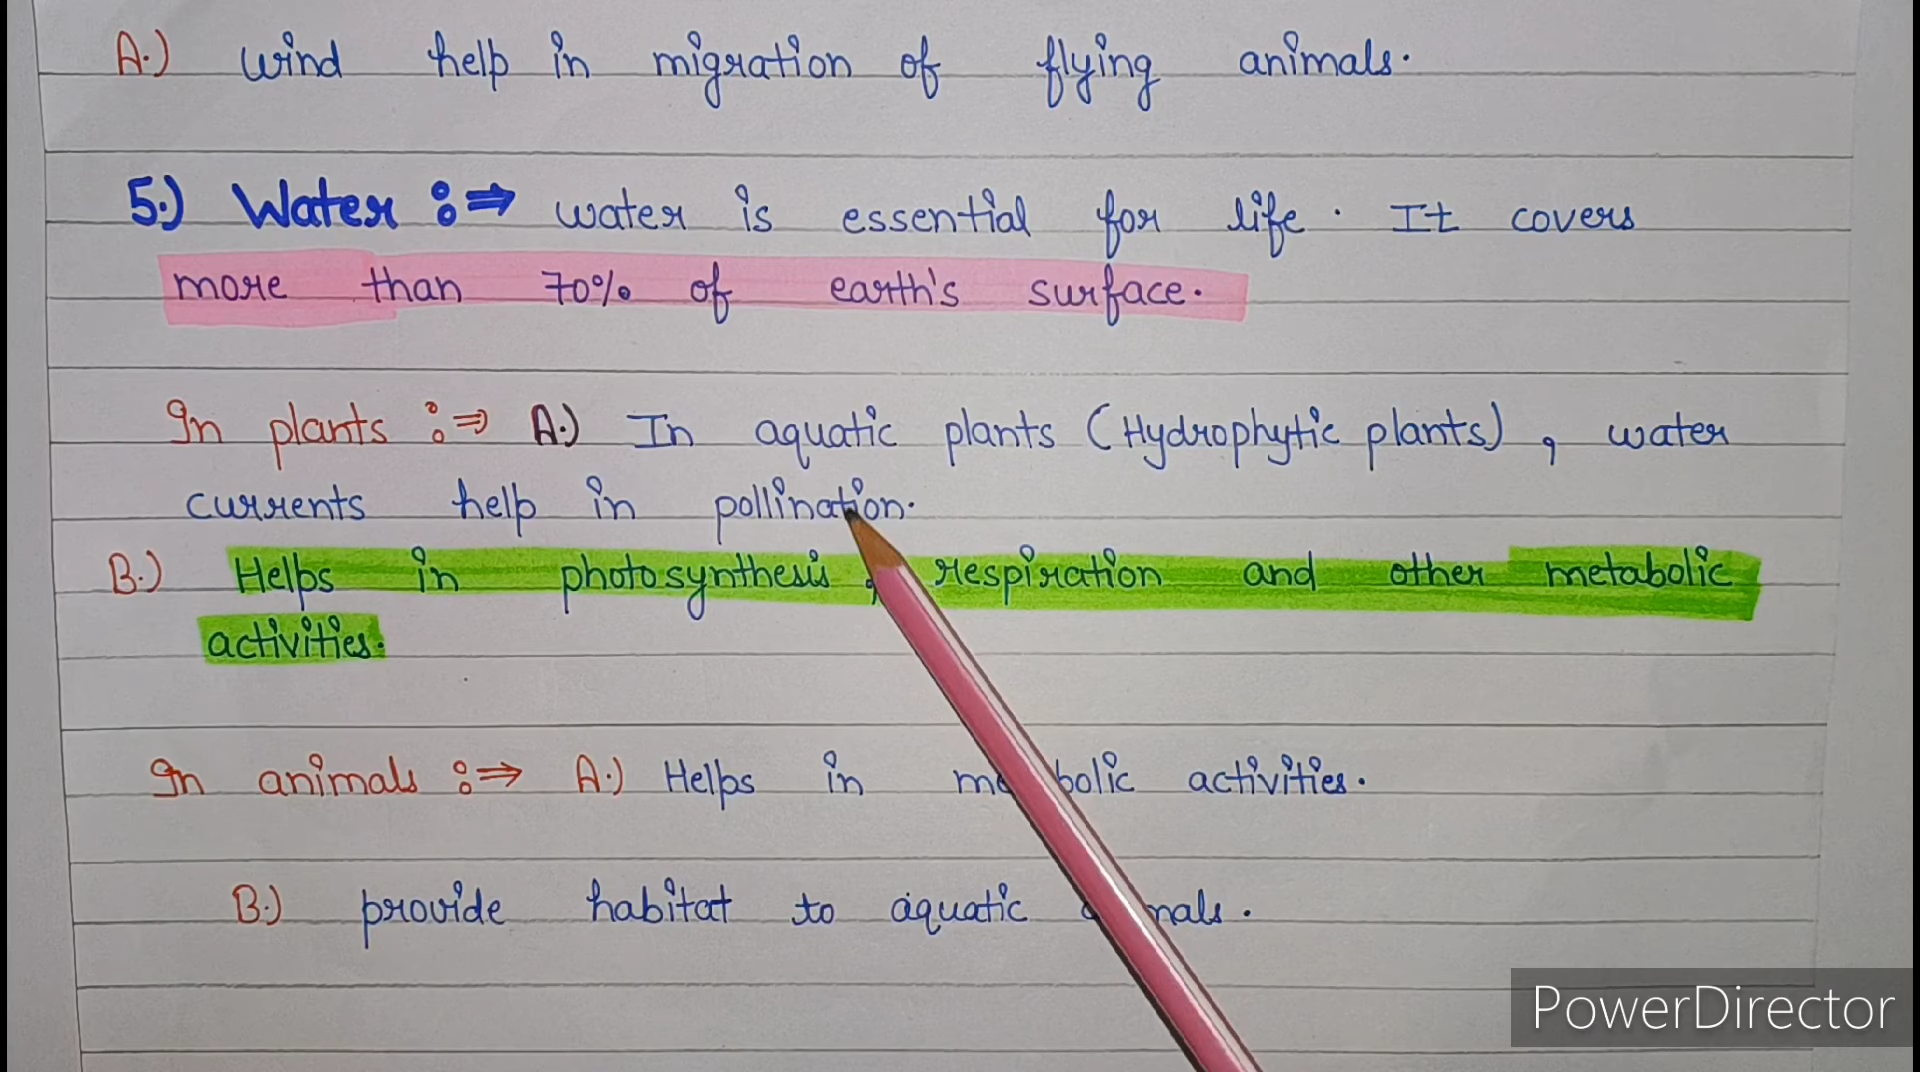 A.) wind help in migration of flying animals.
5.) Water :⇒ water is essential for life. It covers
more than 70% of earth's surface.
In plants :⇒ A.) In aquatic plants (Hydrophytic plants), water
currents help in pollination.
B.) Helps in photosynthesis, respiration and other metabolic
activities.
In animals :⇒ A.) Helps in bolic activities.
B.) provide habitat to aquatic .
PowerDirector